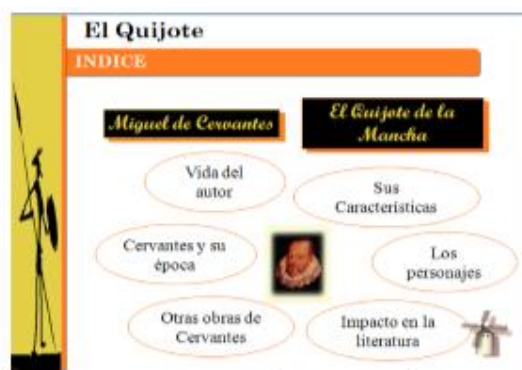 El Quijote
INDICE
Miguel de Cervantes
El Quijote de la
Mancha
Vida del
autor
Sus
Características
Cervantes y su
época
Los
personajes
Otras obras de
Cervantes
Impacto en la
literatura